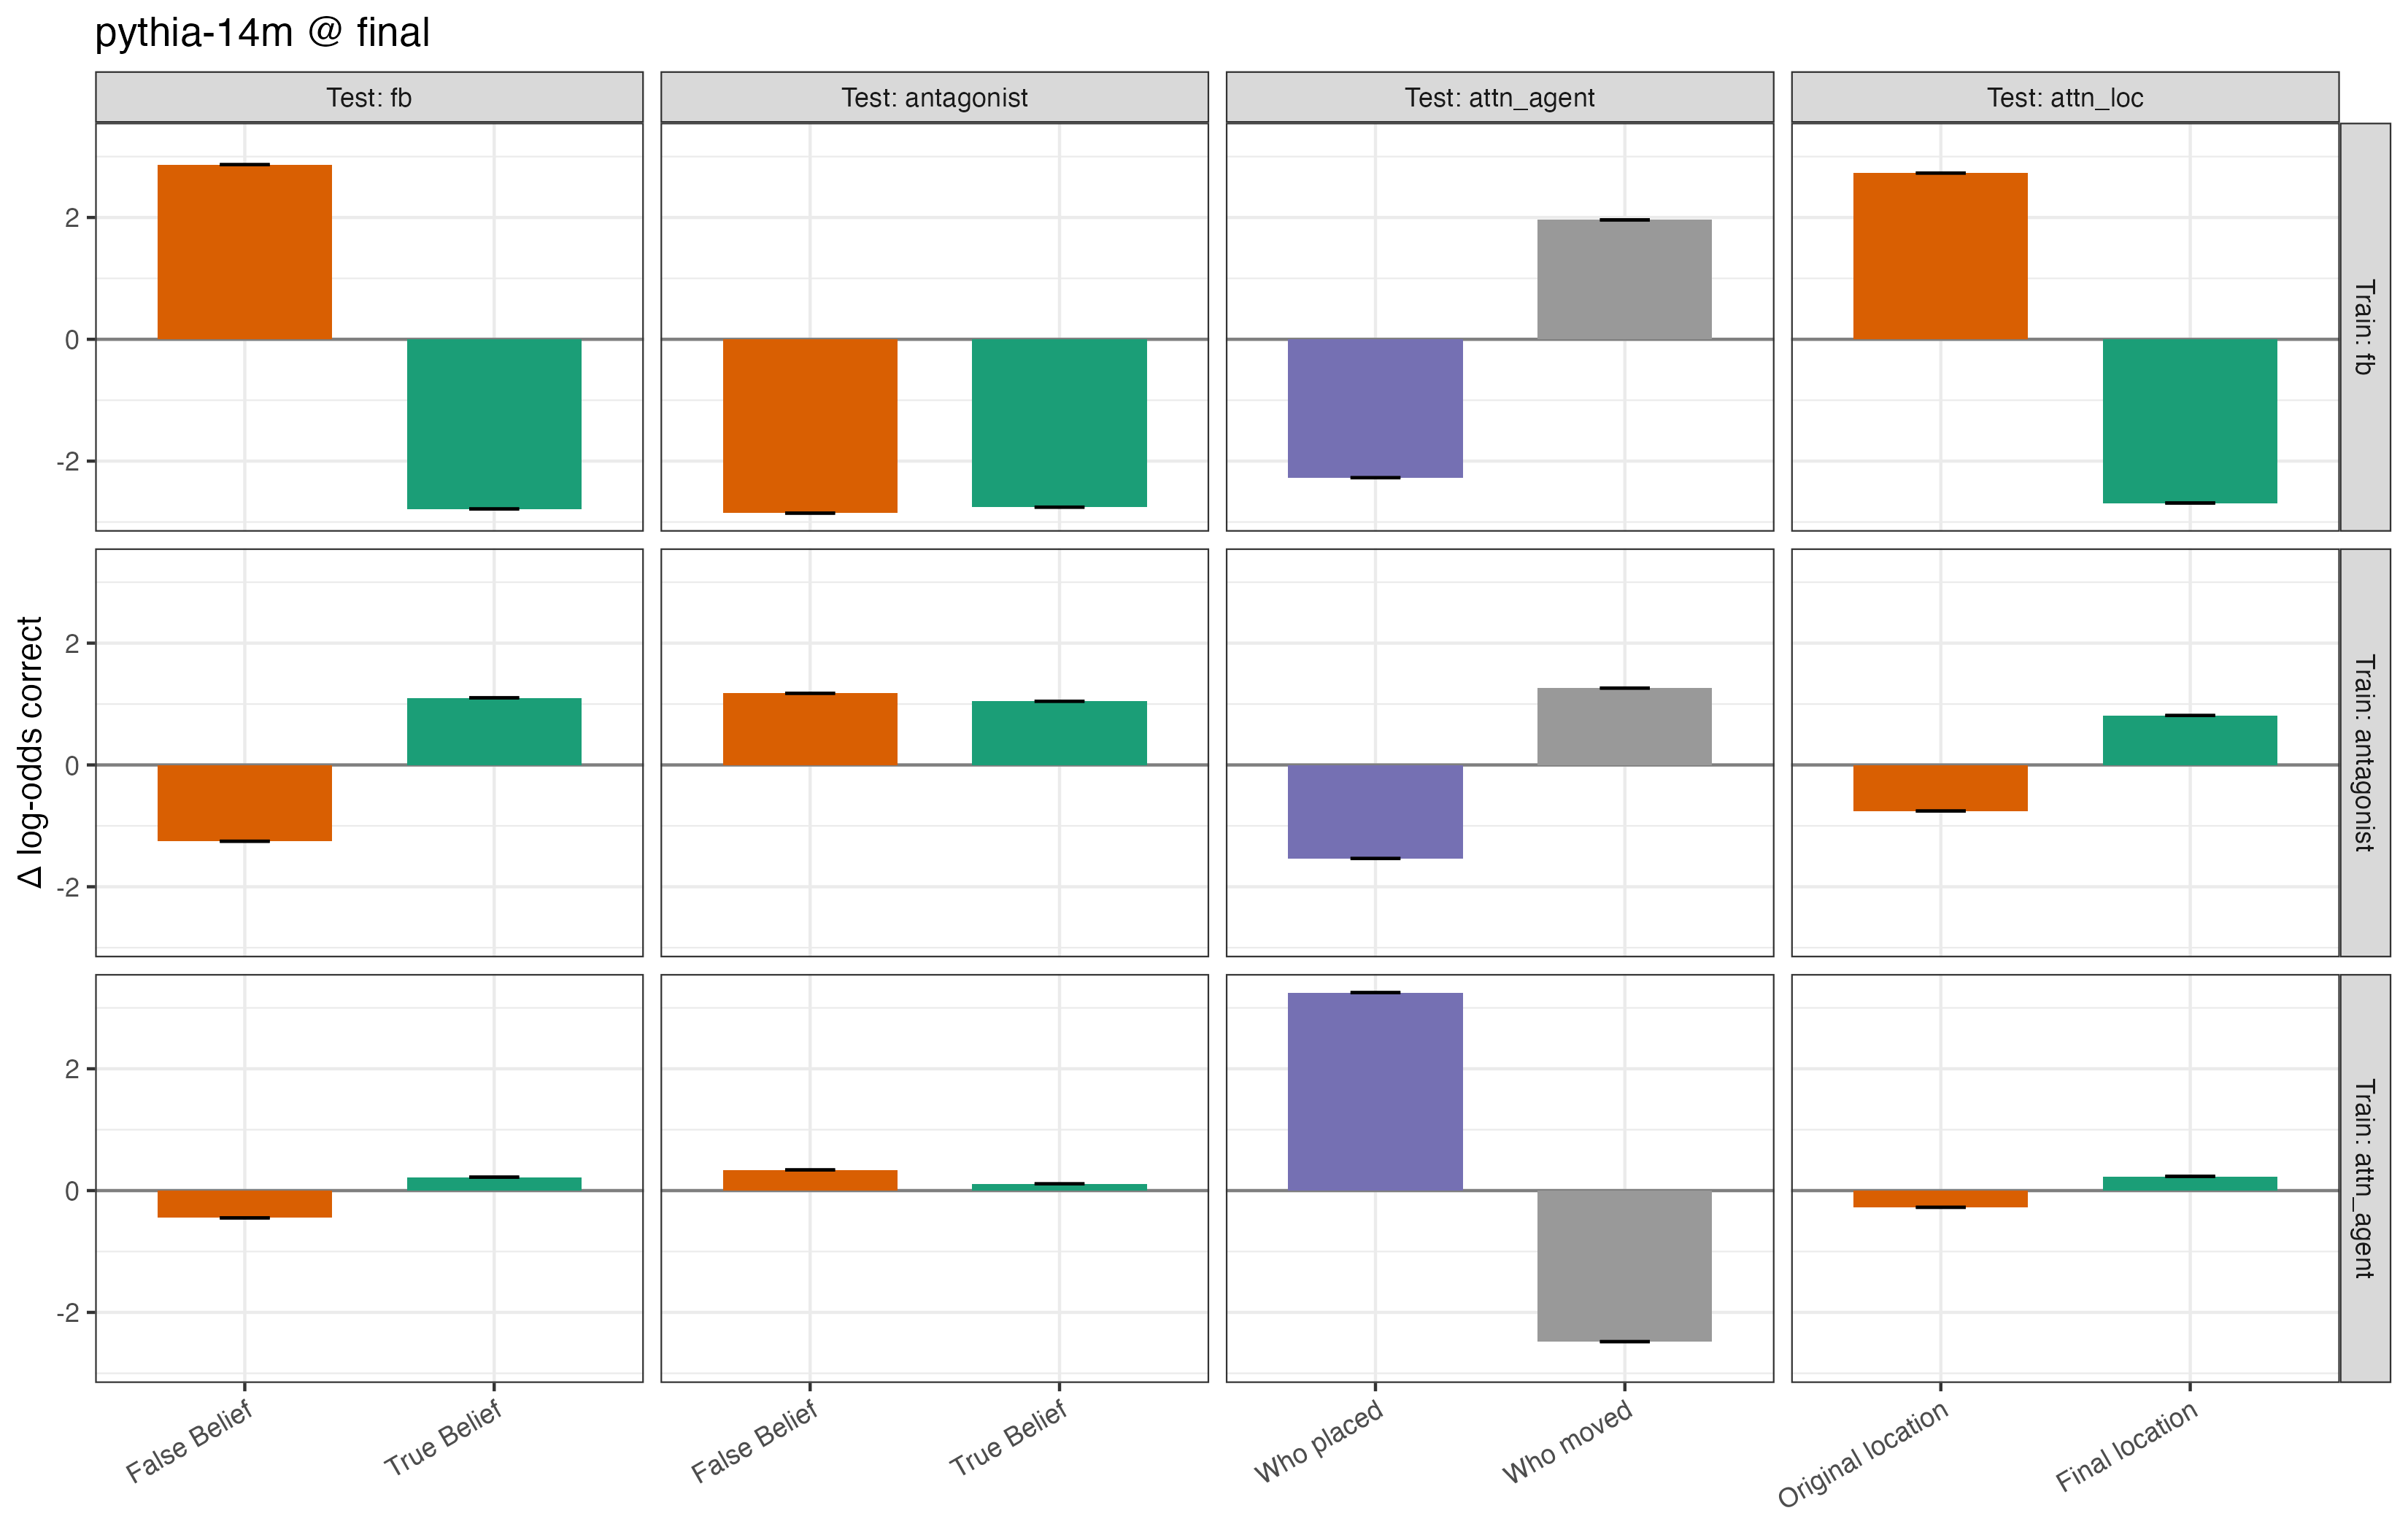 pythia-14m @ final
Test: fb
Test: antagonist
Test: attn_agent
Test: attn_loc
Δ log-odds correct
2
0
-2
Train: fb
2
0
-2
Train: antagonist
2
0
-2
Train: attn_agent
False Belief
True Belief
False Belief
True Belief
Who placed
Who moved
Original location
Final location